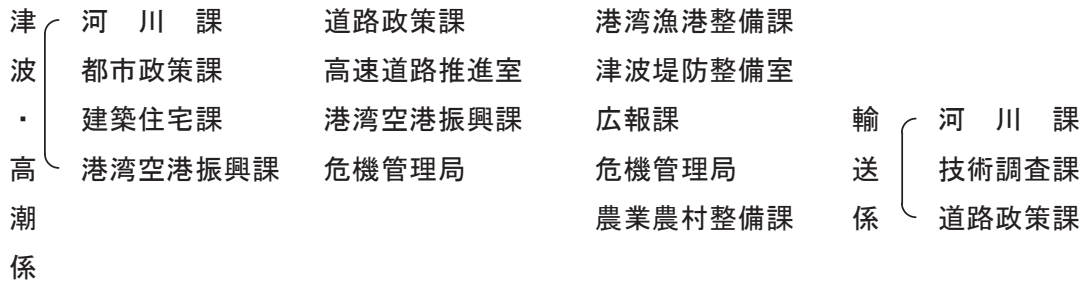 津波・高潮係
河川課 道路政策課 港湾漁港整備課
都市政策課 高速道路推進室 津波堤防整備室
建築住宅課 港湾空港振興課 広報課
港湾空港振興課 危機管理局 危機管理局
農業農村整備課
輸送係
河川課
技術調査課
道路政策課